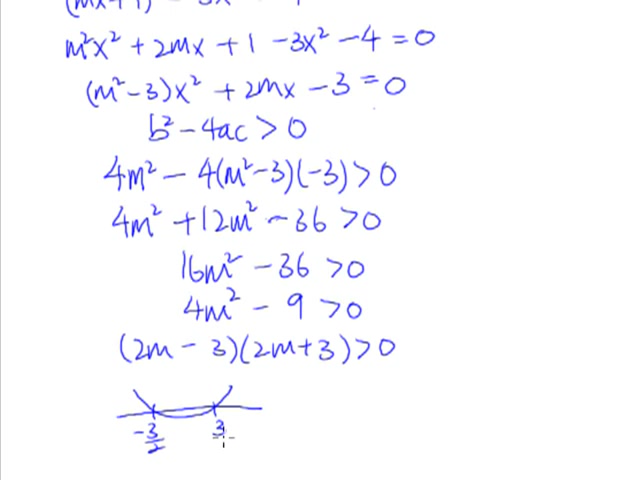 m²x² + 2mx + 1 - 3x² - 4 = 0
(m² - 3)x² + 2mx - 3 = 0
b² - 4ac > 0
4m² - 4(m² - 3)(-3) > 0
4m² + 12m² - 36 > 0
16m² - 36 > 0
4m² - 9 > 0
(2m - 3)(2m + 3) > 0
-3/2 3